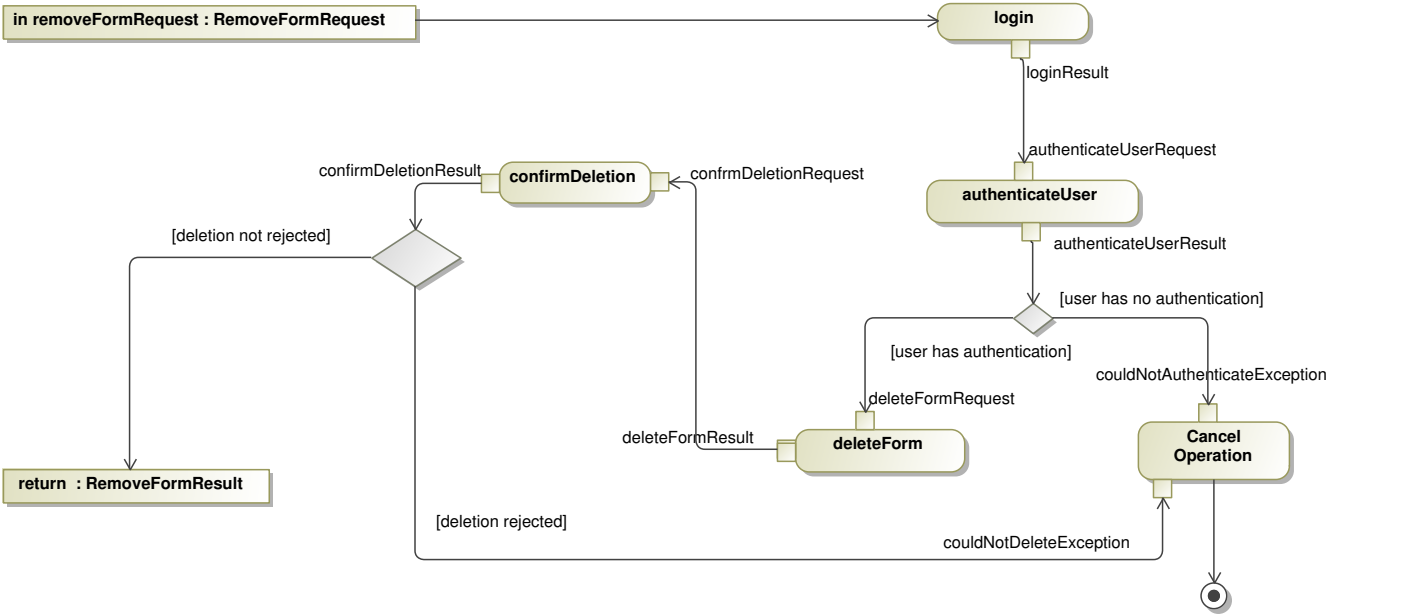 in removeFormRequest : RemoveFormRequest
login
loginResult
authenticateUserRequest
confirmDeletionResult
confirmDeletion
confrmDeletionRequest
authenticateUser
[deletion not rejected]
authenticateUserResult
[user has no authentication]
[user has authentication]
couldNotAuthenticateException
deleteFormRequest
deleteFormResult
deleteForm
Cancel
Operation
return : RemoveFormResult
[deletion rejected]
couldNotDeleteException